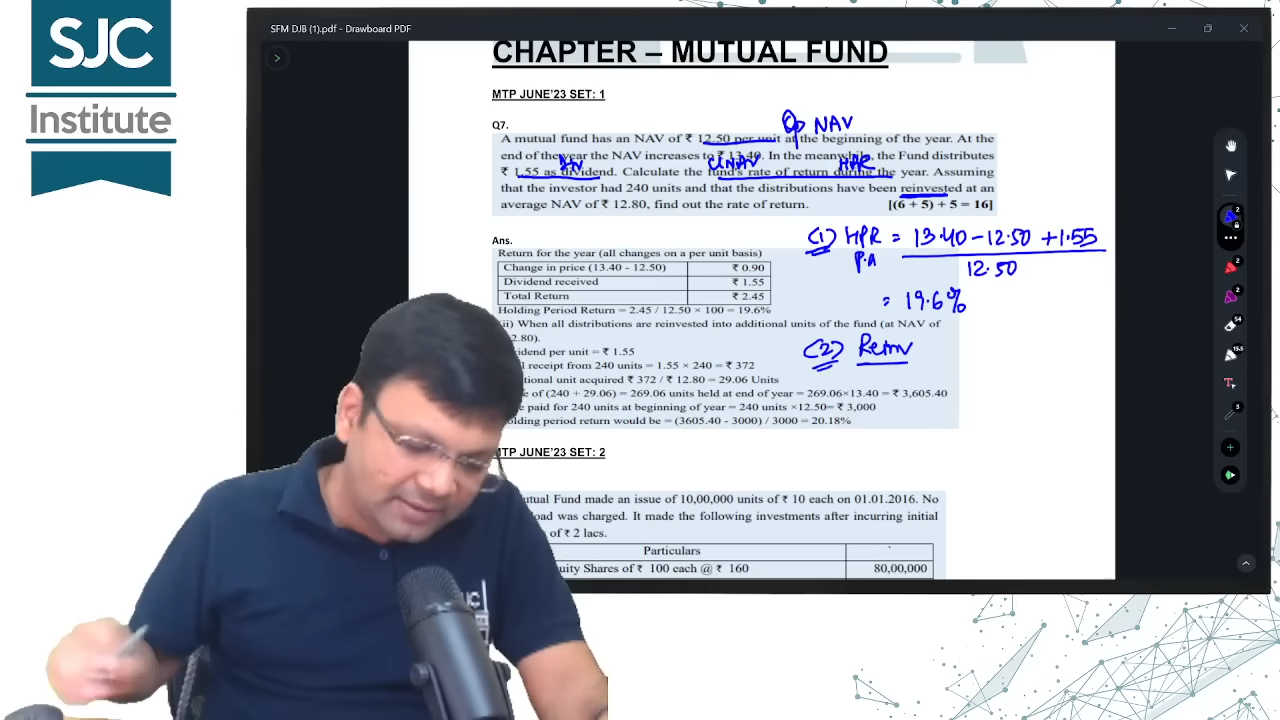 SJC
Institute
SFM DJB (1).pdf - Drawboard PDF
CHAPTER – MUTUAL FUND
MTP JUNE'23 SET: 1
Q7.
Op NAV
A mutual fund has an NAV of ₹ 12.50 per unit at the beginning of the year. At the
end of the year the NAV increases to ₹ 13.40. In the meanwhile, the Fund distributes
₹ 1.55 as dividend. Calculate the fund's rate of return during the year. Assuming
that the investor had 240 units and that the distributions have been reinvested at an
average NAV of ₹ 12.80, find out the rate of return. [(6 + 5) + 5 = 16]
Ans.
Return for the year (all changes on a per unit basis)
Change in price (13.40 - 12.50) ₹ 0.90
Dividend received ₹ 1.55
Total Return ₹ 2.45
Holding Period Return = 2.45 / 12.50 × 100 = 19.6%
(1) HPR = 13.40 - 12.50 + 1.55
P.A 12.50
= 19.6%
(2) Reinv
ii) When all distributions are reinvested into additional units of the fund (at NAV of
2.80).
idend per unit = ₹ 1.55
l receipt from 240 units = 1.55 × 240 = ₹ 372
tional unit acquired ₹ 372 / ₹ 12.80 = 29.06 Units
e of (240 + 29.06) = 269.06 units held at end of year = 269.06×13.40 = ₹ 3,605.40
e paid for 240 units at beginning of year = 240 units ×12.50= ₹ 3,000
olding period return would be = (3605.40 - 3000) / 3000 = 20.18%
MTP JUNE'23 SET: 2
utual Fund made an issue of 10,00,000 units of ₹ 10 each on 01.01.2016. No
oad was charged. It made the following investments after incurring initial
of ₹ 2 lacs.
Particulars
uity Shares of ₹ 100 each @ ₹ 160 80,00,000
SJC